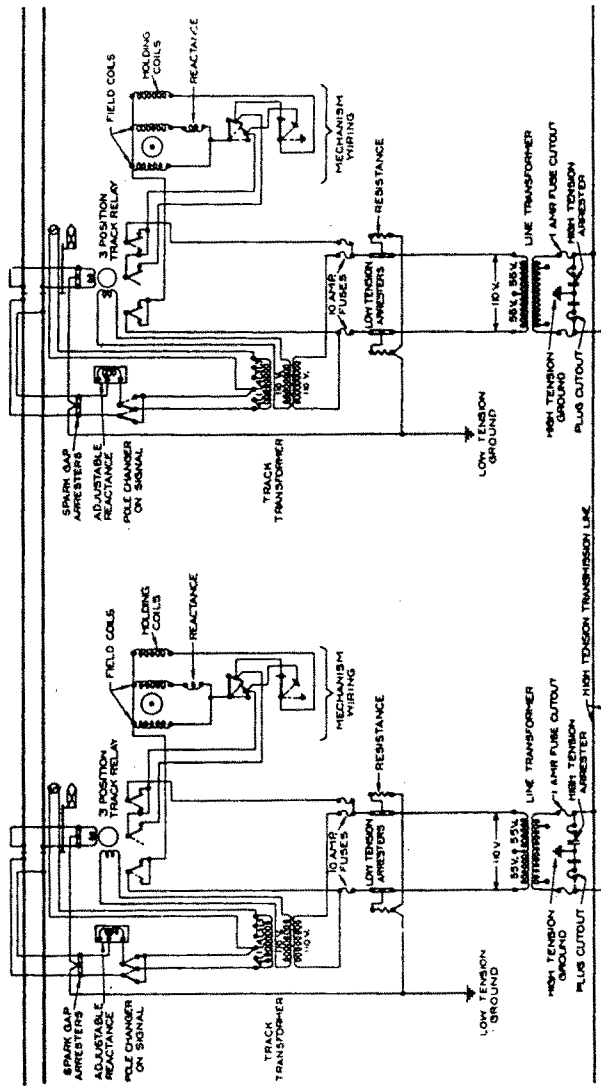 SPARK GAP
ARRESTERS
ADJUSTABLE
REACTANCE
POLE CHANGER
ON SIGNAL
3 POSITION
TRACK RELAY
FIELD COILS
HOLDING
COILS
REACTANCE
MECHANISM
WIRING
TRACK
TRANSFORMER
110 V.
110 V.
10 AMP.
FUSES
LOW TENSION
ARRESTERS
RESISTANCE
LOW TENSION
GROUND
110 V.
55 V. 55 V.
LINE TRANSFORMER
1 AMP. FUSE CUTOUT
HIGH TENSION
ARRESTER
HIGH TENSION
GROUND
PLUG CUTOUT
HIGH TENSION TRANSMISSION LINE
SPARK GAP
ARRESTERS
ADJUSTABLE
REACTANCE
POLE CHANGER
ON SIGNAL
3 POSITION
TRACK RELAY
FIELD COILS
HOLDING
COILS
REACTANCE
MECHANISM
WIRING
TRACK
TRANSFORMER
110 V.
110 V.
10 AMP.
FUSES
LOW TENSION
ARRESTERS
RESISTANCE
LOW TENSION
GROUND
110 V.
55 V. 55 V.
LINE TRANSFORMER
1 AMP. FUSE CUTOUT
HIGH TENSION
ARRESTER
HIGH TENSION
GROUND
PLUG CUTOUT